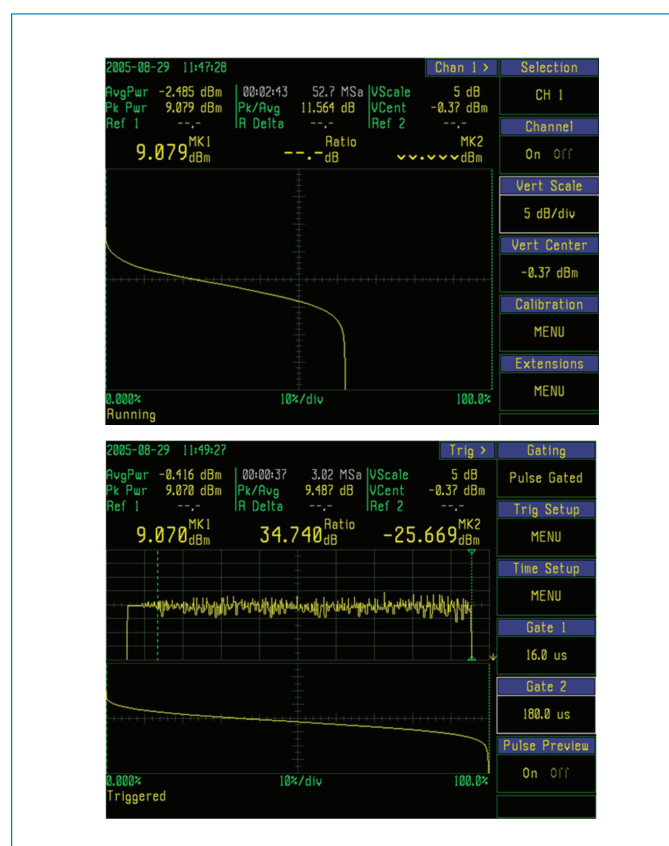 2005-08-29 11:47:28 Chan 1 > Selection
AvgPwr -2.485 dBm 00:02:43 52.7 MSa VScale 5 dB CH 1
Pk Pwr 9.079 dBm Pk/Avg 11.564 dB VCent -0.37 dBm
Ref 1 --.- R Delta --.- Ref 2 --.-
Channel
MK1 Ratio MK2
9.079 dBm --.- dB dBm On Off
Vert Scale
5 dB/div
Vert Center
-0.37 dBm
Calibration
MENU
Extensions
MENU
0.000% 10%/div 100.0%
Running
2005-08-29 11:49:27 Trig > Gating
AvgPwr -0.416 dBm 00:00:37 3.02 MSa VScale 5 dB Pulse Gated
Pk Pwr 9.070 dBm Pk/Avg 9.487 dB VCent -0.37 dBm
Ref 1 --.- R Delta --.- Ref 2 --.-
Trig Setup
MK1 Ratio MK2
9.070 dBm 34.740 dB -25.669 dBm MENU
Time Setup
MENU
Gate 1
16.0 us
Gate 2
180.0 us
Pulse Preview
On Off
0.000% 10%/div 100.0%
Triggered